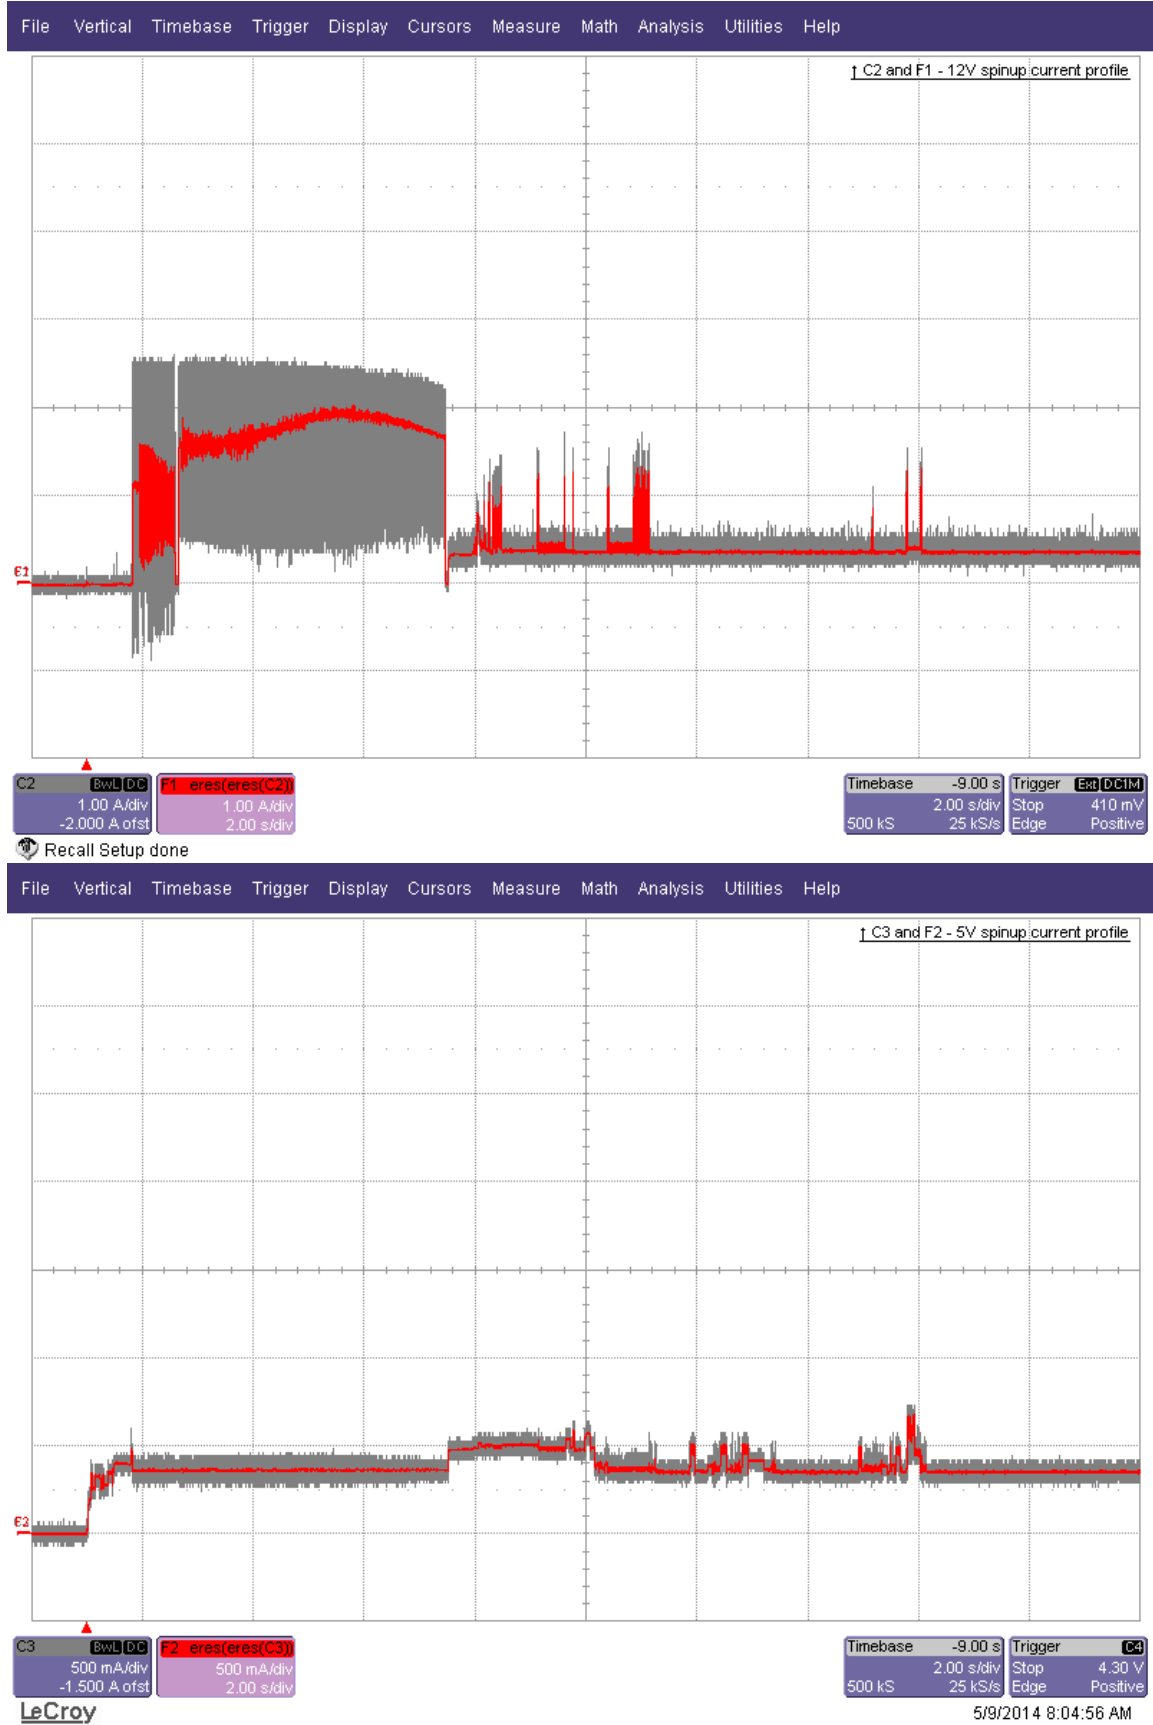 File Vertical Timebase Trigger Display Cursors Measure Math Analysis Utilities Help
↑ C2 and F1 - 12V spinup current profile
C2 BwL DC F1 eres(eres(C2)) Timebase -9.00 s Trigger Ext DC1M
1.00 A/div 1.00 A/div 2.00 s/div Stop 410 mV
-2.000 A ofst 2.00 s/div 500 kS 25 kS/s Edge Positive
Recall Setup done
File Vertical Timebase Trigger Display Cursors Measure Math Analysis Utilities Help
↑ C3 and F2 - 5V spinup current profile
C3 BwL DC F2 eres(eres(C3)) Timebase -9.00 s Trigger C4
500 mA/div 500 mA/div 2.00 s/div Stop 4.30 V
-1.500 A ofst 2.00 s/div 500 kS 25 kS/s Edge Positive
LeCroy 5/9/2014 8:04:56 AM